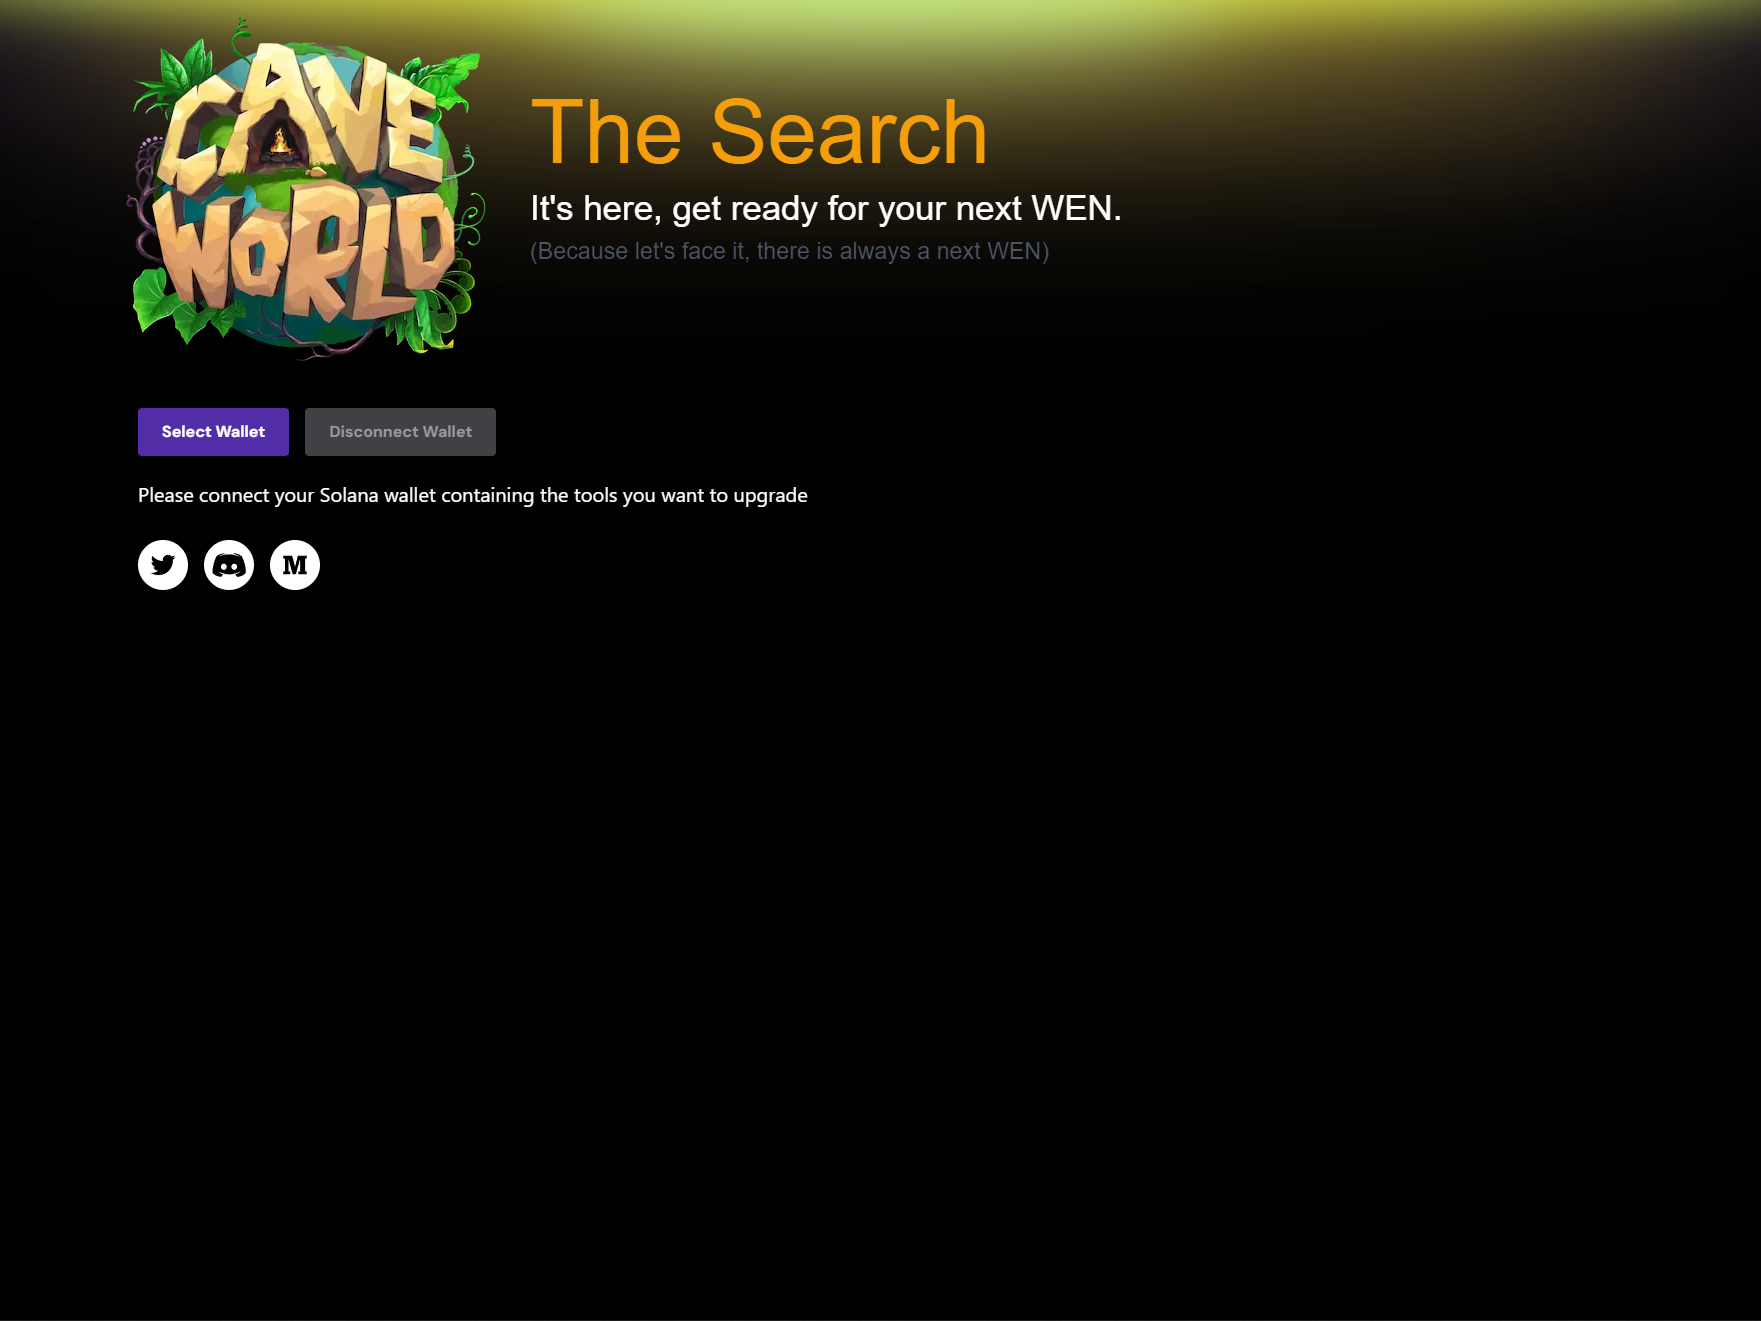 CAVE
WORLD
The Search
It's here, get ready for your next WEN.
(Because let's face it, there is always a next WEN)
Select Wallet
Disconnect Wallet
Please connect your Solana wallet containing the tools you want to upgrade
M